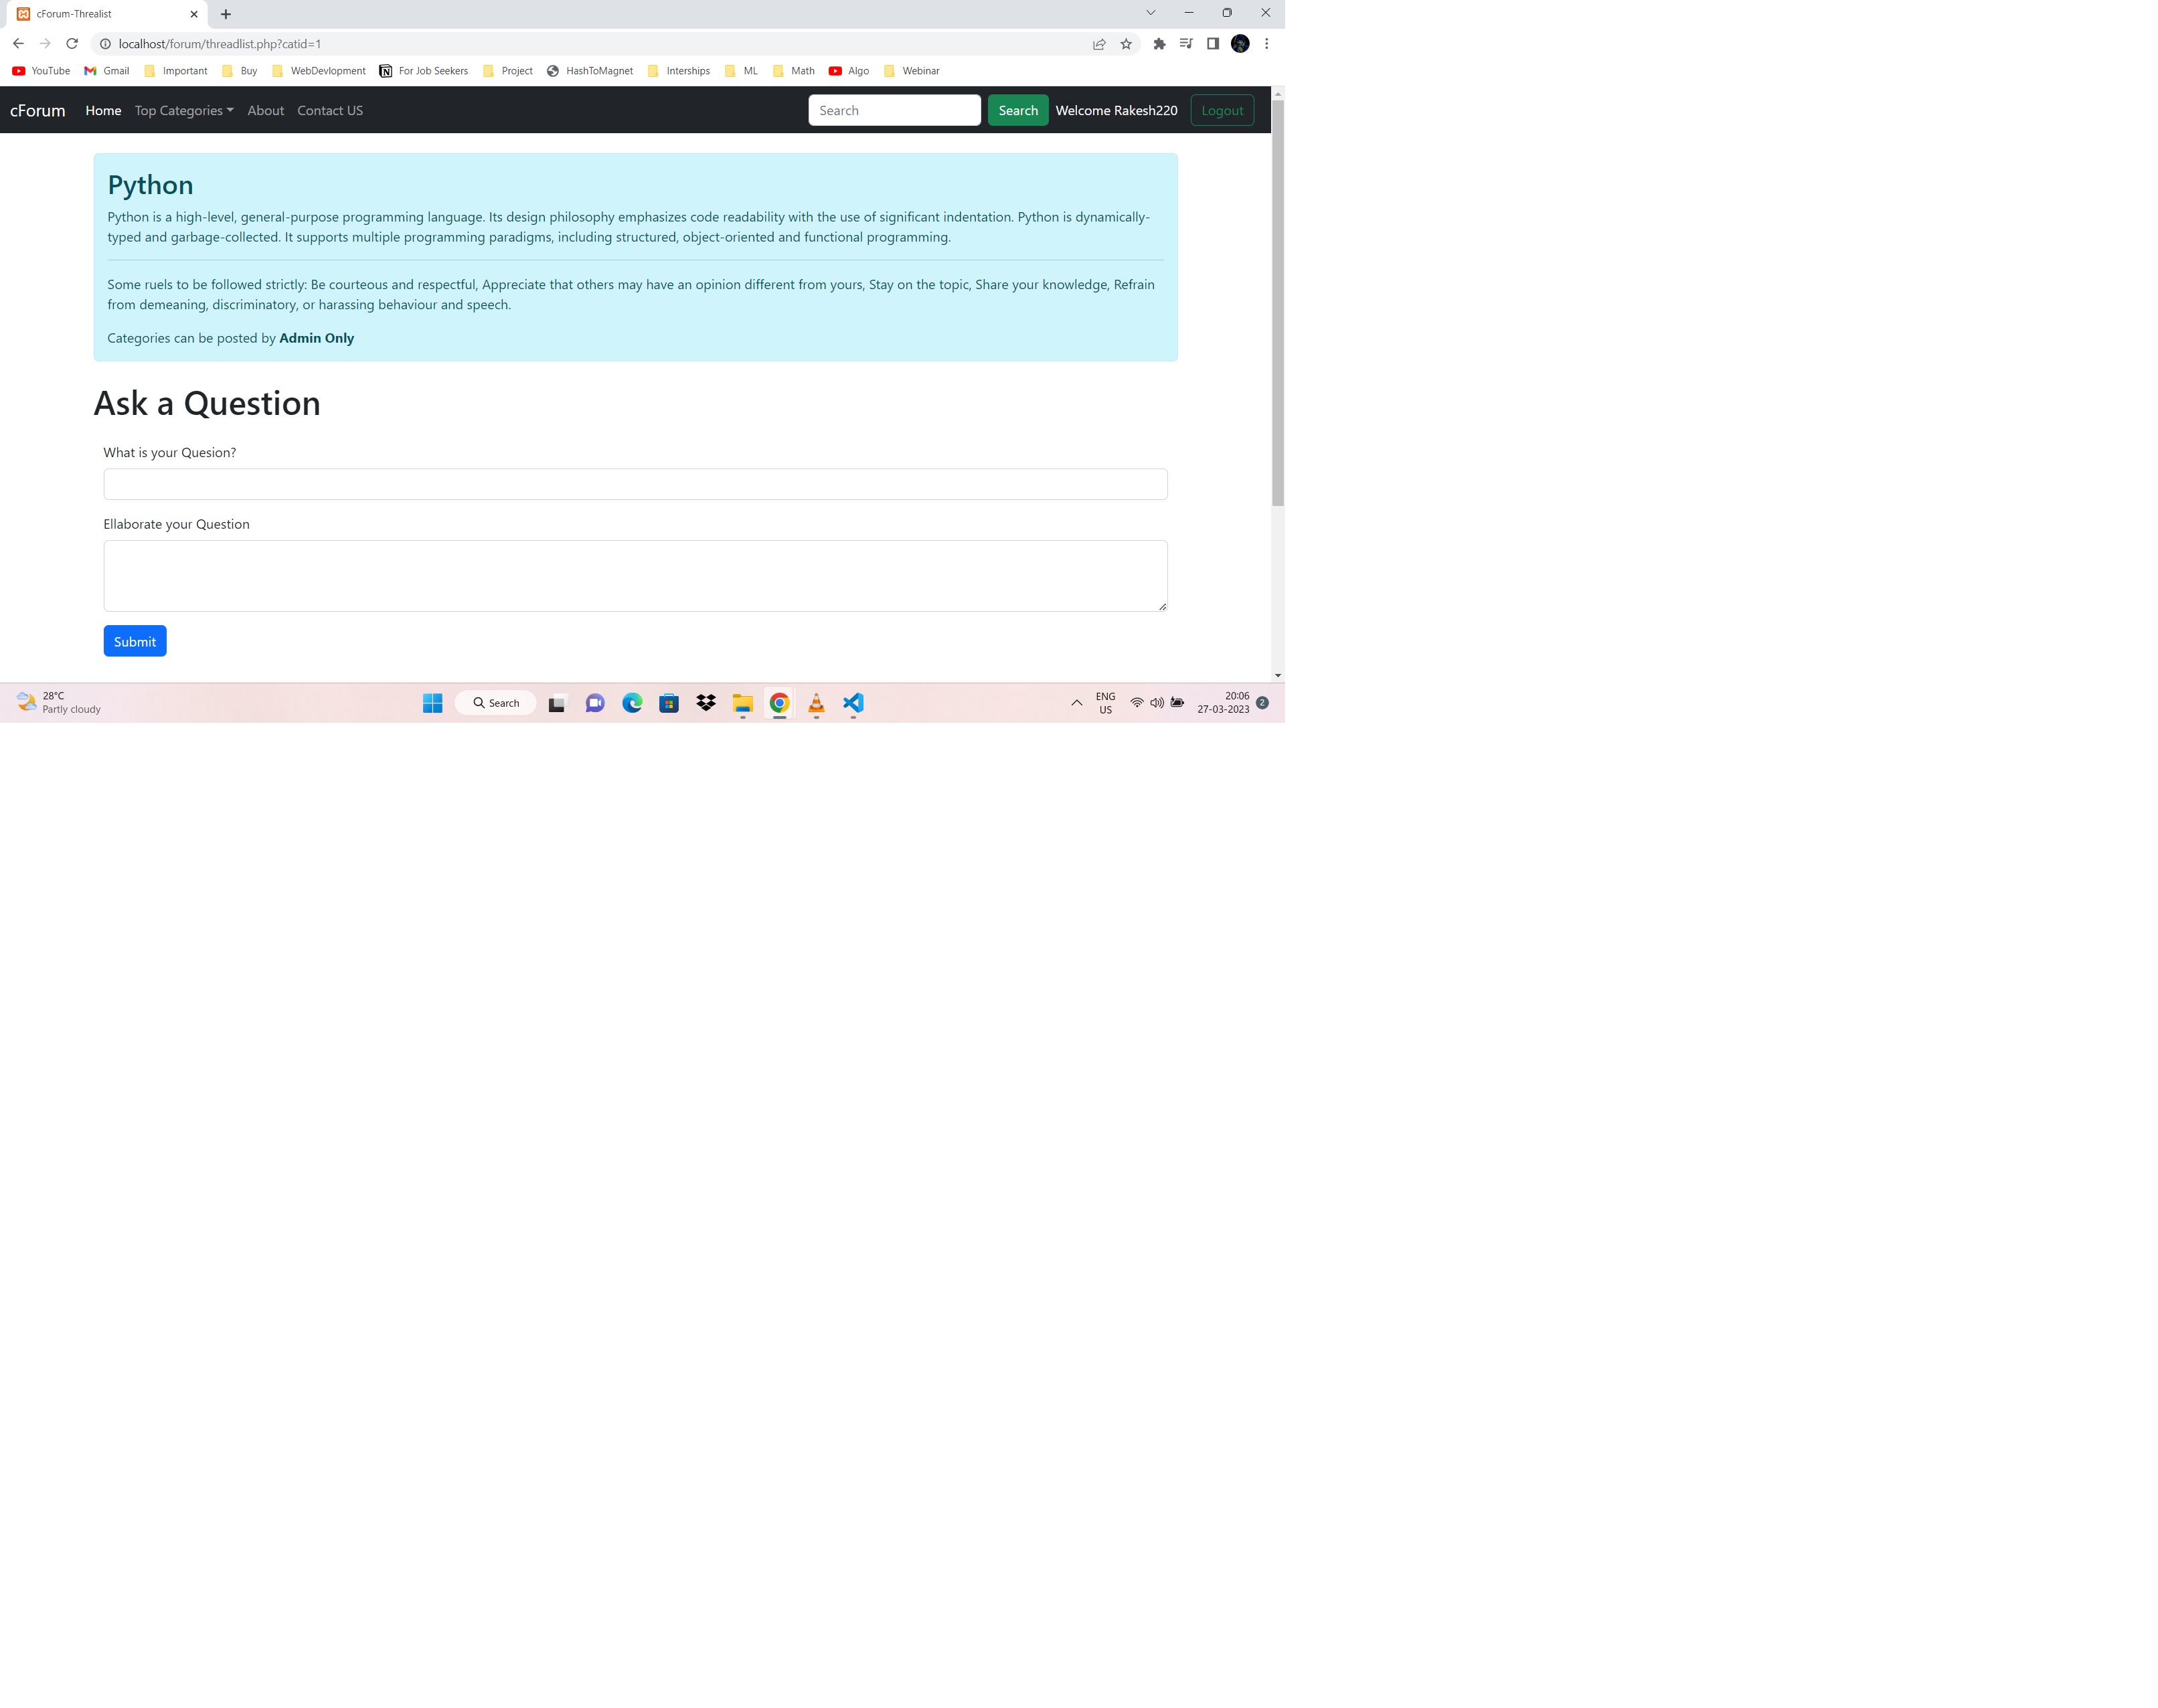 cForum-Threalist
localhost/forum/threadlist.php?catid=1
YouTube Gmail Important Buy WebDevlopment For Job Seekers Project HashToMagnet Interships ML Math Algo Webinar
cForum Home Top Categories About Contact US Search Search Welcome Rakesh220 Logout
Python
Python is a high-level, general-purpose programming language. Its design philosophy emphasizes code readability with the use of significant indentation. Python is dynamically-
typed and garbage-collected. It supports multiple programming paradigms, including structured, object-oriented and functional programming.
Some ruels to be followed strictly: Be courteous and respectful, Appreciate that others may have an opinion different from yours, Stay on the topic, Share your knowledge, Refrain
from demeaning, discriminatory, or harassing behaviour and speech.
Categories can be posted by Admin Only
Ask a Question
What is your Quesion?
Ellaborate your Question
Submit
28°C
Partly cloudy
Search
ENG
US
20:06
27-03-2023
2